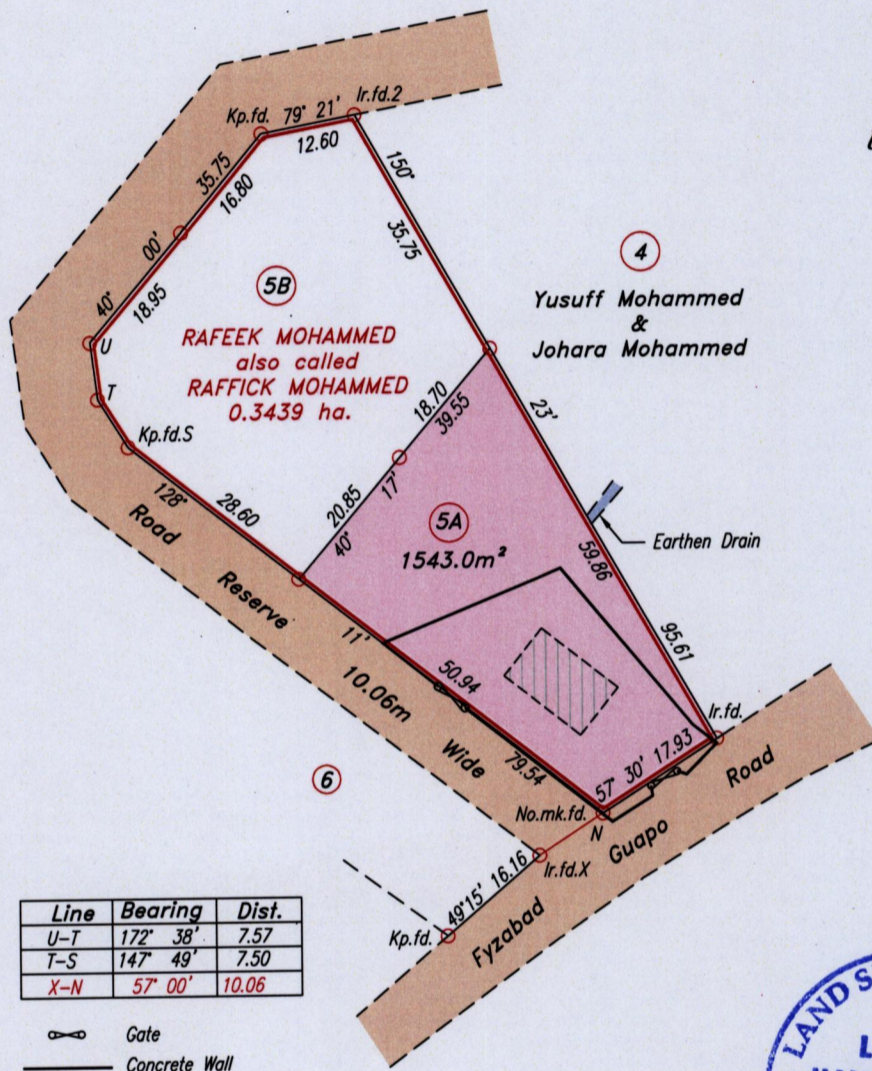 Kp.fd.
79° 21'
Ir.fd.2
12.60
35.75
16.80
150°
35.75
00'
40°
18.95
4
Yusuff Mohammed
&
Johara Mohammed
5B
RAFEEK MOHAMMED
also called
RAFFICK MOHAMMED
0.3439 ha.
U
T
Kp.fd.S
18.70
39.55
23'
20.85
17'
40°
5A
1543.0m²
Earthen Drain
59.86
95.61
128°
28.60
Road Reserve 10.06m Wide
11'
50.94
79.54
6
Ir.fd.
57° 30' 17.93
No.mk.fd.
N
Ir.fd.X
49°15' 16.16
Kp.fd.
Fyzabad Guapo Road
Line Bearing Dist.
U-T 172° 38' 7.57
T-S 147° 49' 7.50
X-N 57° 00' 10.06
Gate
Concrete Wall
LAND S